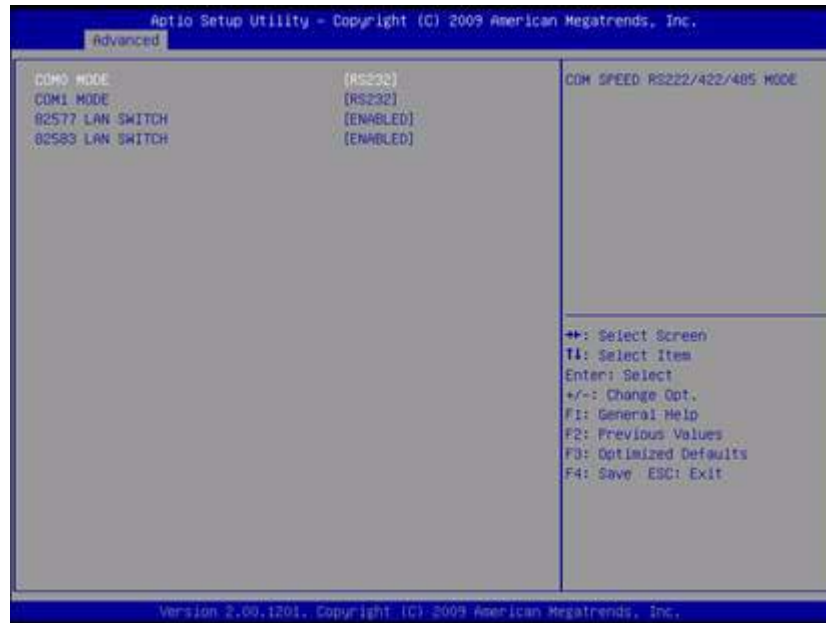 Aptio Setup Utility – Copyright (C) 2009 American Megatrends, Inc.
Advanced
COM0 MODE [RS232]
COM1 MODE [RS232]
82577 LAN SWITCH [ENABLED]
82583 LAN SWITCH [ENABLED]
COM SPEED RS222/422/485 MODE
→←: Select Screen
↑↓: Select Item
Enter: Select
+/-: Change Opt.
F1: General Help
F2: Previous Values
F3: Optimized Defaults
F4: Save ESC: Exit
Version 2.00.1201. Copyright (C) 2009 American Megatrends, Inc.